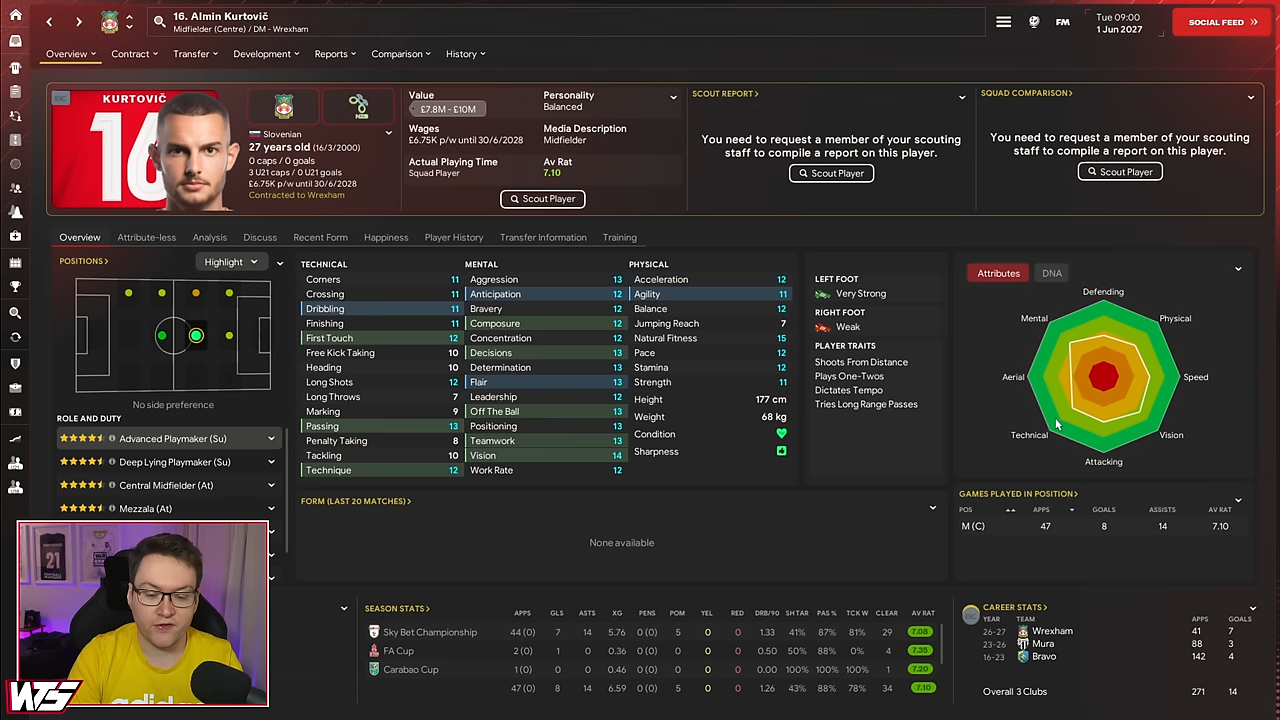 16. Almin Kurtovič
Midfielder (Centre) / DM - Wrexham
FM
Tue 09:00
1 Jun 2027
SOCIAL FEED
Overview
Contract
Transfer
Development
Reports
Comparison
History
KURTOVIČ
16
Slovenian
27 years old (16/3/2000)
0 caps / 0 goals
3 U21 caps / 0 U21 goals
£6.75K p/w until 30/6/2028
Contracted to Wrexham
Value
£7.8M - £10M
Wages
£6.75K p/w until 30/6/2028
Actual Playing Time
Squad Player
Personality
Balanced
Media Description
Midfielder
Av Rat
7.10
Scout Player
SCOUT REPORT >
You need to request a member of your scouting
staff to compile a report on this player.
Scout Player
SQUAD COMPARISON >
You need to request a member of your scouting
staff to compile a report on this player.
Scout Player
Overview
Attribute-less
Analysis
Discuss
Recent Form
Happiness
Player History
Transfer Information
Training
POSITIONS >
Highlight
No side preference
ROLE AND DUTY
Advanced Playmaker (Su)
Deep Lying Playmaker (Su)
Central Midfielder (At)
Mezzala (At)
TECHNICAL
Corners 11
Crossing 11
Dribbling 11
Finishing 11
First Touch 12
Free Kick Taking 10
Heading 10
Long Shots 12
Long Throws 7
Marking 9
Passing 13
Penalty Taking 8
Tackling 10
Technique 12
MENTAL
Aggression 13
Anticipation 12
Bravery 12
Composure 12
Concentration 12
Decisions 13
Determination 13
Flair 13
Leadership 12
Off The Ball 13
Positioning 12
Teamwork 13
Vision 14
Work Rate 12
PHYSICAL
Acceleration 12
Agility 11
Balance 12
Jumping Reach 7
Natural Fitness 15
Pace 12
Stamina 12
Strength 11
Height 177 cm
Weight 68 kg
Condition
Sharpness
LEFT FOOT
Very Strong
RIGHT FOOT
Weak
PLAYER TRAITS
Shoots From Distance
Plays One-Twos
Dictates Tempo
Tries Long Range Passes
Attributes
DNA
Defending
Mental
Physical
Aerial
Speed
Technical
Vision
Attacking
FORM (LAST 20 MATCHES) >
None available
GAMES PLAYED IN POSITION >
POS APPS GOALS ASSISTS AV RAT
M (C) 47 8 14 7.10
SEASON STATS > APPS GLS ASTS XG PENS POM YEL RED DRB/90 SH TAR PAS % TCK W CLEAR AV RAT
Sky Bet Championship 44 (0) 7 14 5.76 0 (0) 5 0 0 1.33 41% 87% 81% 29 7.08
FA Cup 2 (0) 1 0 0.36 0 (0) 0 0 0 0.50 50% 88% 0% 4 7.35
Carabao Cup 1 (0) 0 0 0.46 0 (0) 0 0 0 0.00 100% 100% 0% 1 7.20
47 (0) 8 14 6.59 0 (0) 5 0 0 1.26 43% 88% 78% 34 7.10
CAREER STATS >
YEAR TEAM APPS GOALS
26-27 Wrexham 41 7
23-26 Mura 88 3
16-23 Bravo 142 4
Overall 3 Clubs 271 14
21
WTS